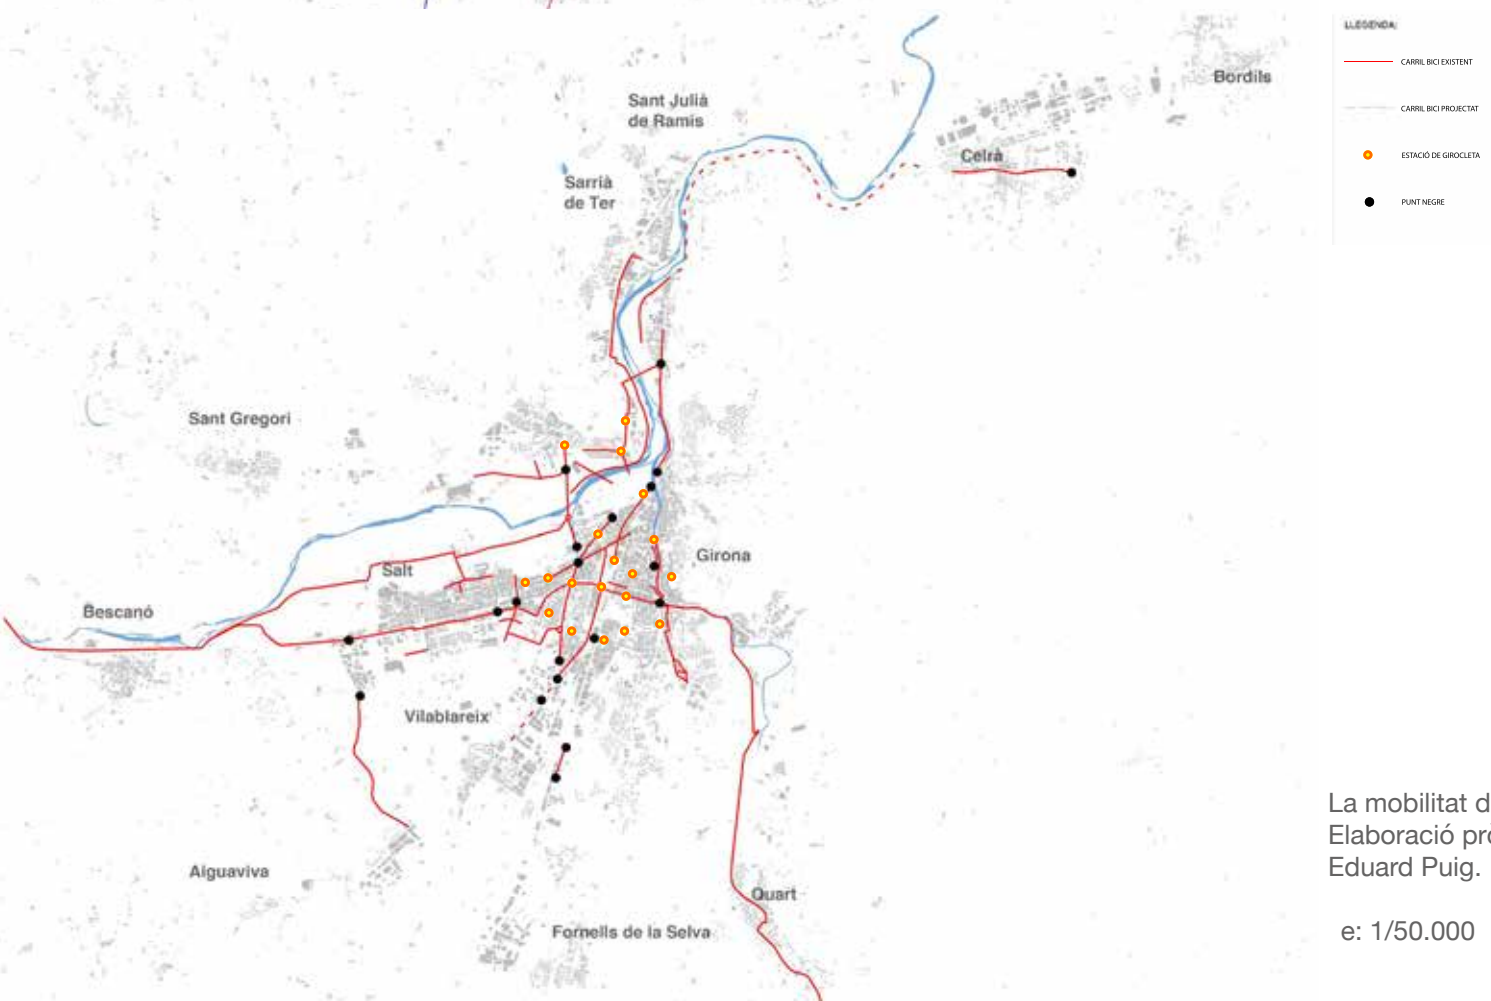 LLEGENDA:
CARRIL BICI EXISTENT
CARRIL BICI PROJECTAT
ESTACIÓ DE GIROCLETA
PUNT NEGRE
Bordils
Sant Julià
de Ramis
Celrà
Sarrià
de Ter
Sant Gregori
Girona
Salt
Bescanó
Vilablareix
Aiguaviva
Quart
Fornells de la Selva
La mobilitat d
Elaboració prò
Eduard Puig.
e: 1/50.000